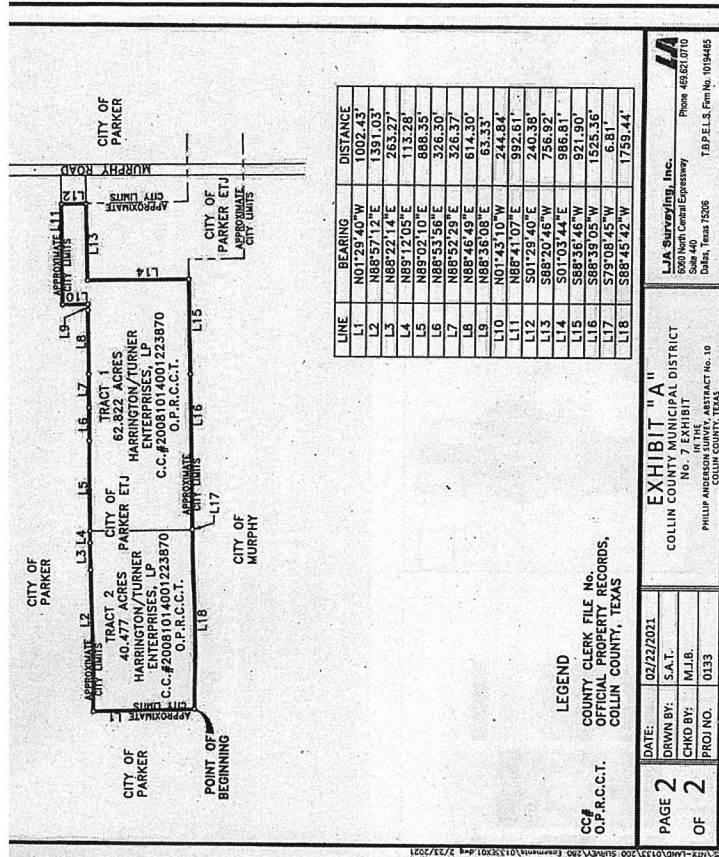 CITY OF
PARKER
CITY OF
PARKER
CITY OF
PARKER
MURPHY ROAD
APPROXIMATE
CITY LIMITS
L11
L12
APPROXIMATE
CITY LIMITS
L13
L10
L9
L14
CITY OF
PARKER ETJ
APPROXIMATE
CITY LIMITS
L8
L7
L6
L5
L4
L3
L2
APPROXIMATE
CITY LIMITS
L1
APPROXIMATE
CITY LIMITS
TRACT 1
62.822 ACRES
HARRINGTON/TURNER
ENTERPRISES, LP
C.C.#20081014001223870
O.P.R.C.C.T.
CITY OF
PARKER ETJ
TRACT 2
40.477 ACRES
HARRINGTON/TURNER
ENTERPRISES, LP
C.C.#20081014001223870
O.P.R.C.C.T.
APPROXIMATE
CITY LIMITS
L15
L16
L17
L18
POINT OF
BEGINNING
CITY OF
MURPHY
LINE BEARING DISTANCE
L1 N01°29'40"W 1002.43'
L2 N88°57'12"E 1391.03'
L3 N88°22'14"E 263.27'
L4 N89°12'05"E 113.28'
L5 N89°02'10"E 888.35'
L6 N88°53'56"E 326.30'
L7 N88°52'29"E 326.37'
L8 N88°46'49"E 614.30'
L9 N88°36'08"E 63.33'
L10 N01°43'10"W 244.84'
L11 N88°41'07"E 992.61'
L12 S01°29'40"E 240.38'
L13 S88°20'46"W 756.92'
L14 S01°03'44"E 986.81'
L15 S88°36'46"W 921.90'
L16 S88°39'05"W 1525.36'
L17 S79°08'45"W 6.81'
L18 S88°45'42"W 1759.44'
LEGEND
CC# COUNTY CLERK FILE No.
O.P.R.C.C.T. OFFICIAL PROPERTY RECORDS,
COLLIN COUNTY, TEXAS
PAGE 2
OF 2
DATE: 02/22/2021
DRWN BY: S.A.T.
CHKD BY: M.J.B.
PROJ NO. 0133
EXHIBIT "A"
COLLIN COUNTY MUNICIPAL DISTRICT
No. 7 EXHIBIT
IN THE
PHILLIP ANDERSON SURVEY, ABSTRACT No. 10
COLLIN COUNTY, TEXAS
LJA Surveying, Inc.
6060 North Central Expressway
Suite 440
Dallas, Texas 75206
Phone 469.621.0710
T.B.P.E.L.S. Firm No. 10194465